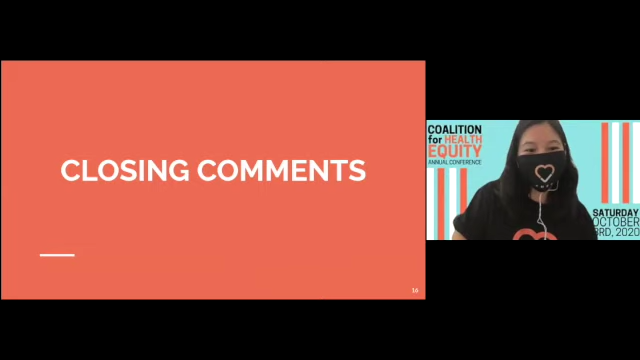 CLOSING COMMENTS
16
COALITION
for HEALTH
EQUITY
ANNUAL CONFERENCE
SATURDAY
OCTOBER
3RD, 2020